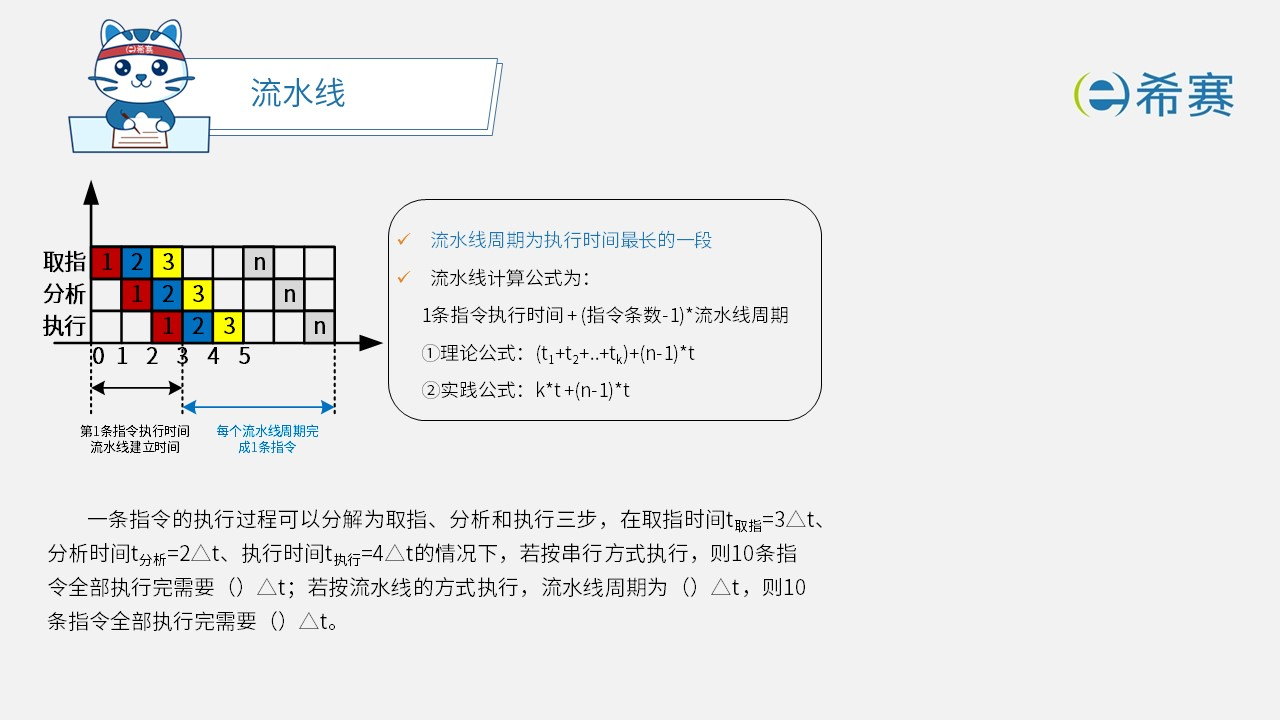 希赛
流水线
希赛
取指 1 2 3 n
分析 1 2 3 n
执行 1 2 3 n
0 1 2 3 4 5
第1条指令执行时间
流水线建立时间
每个流水线周期完
成1条指令
流水线周期为执行时间最长的一段
流水线计算公式为：
1条指令执行时间 + (指令条数-1)*流水线周期
①理论公式：(t1+t2+..+tk)+(n-1)*t
②实践公式：k*t +(n-1)*t
一条指令的执行过程可以分解为取指、分析和执行三步，在取指时间t取指=3△t、
分析时间t分析=2△t、执行时间t执行=4△t的情况下，若按串行方式执行，则10条指
令全部执行完需要（）△t；若按流水线的方式执行，流水线周期为（）△t，则10
条指令全部执行完需要（）△t。